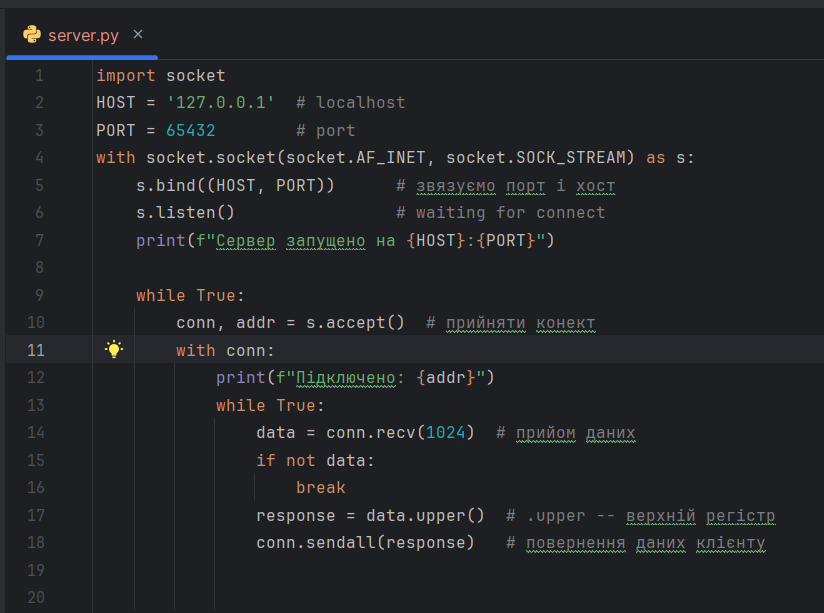 server.py
1 import socket
2 HOST = '127.0.0.1'  # localhost
3 PORT = 65432        # port
4 with socket.socket(socket.AF_INET, socket.SOCK_STREAM) as s:
5     s.bind((HOST, PORT))      # звязуємо порт і хост
6     s.listen()                # waiting for connect
7     print(f"Сервер запущено на {HOST}:{PORT}")
8
9     while True:
10         conn, addr = s.accept()  # прийняти конект
11         with conn:
12             print(f"Підключено: {addr}")
13             while True:
14                 data = conn.recv(1024)  # прийом даних
15                 if not data:
16                     break
17                 response = data.upper()  # .upper -- верхній регістр
18                 conn.sendall(response)   # повернення даних клієнту
19
20